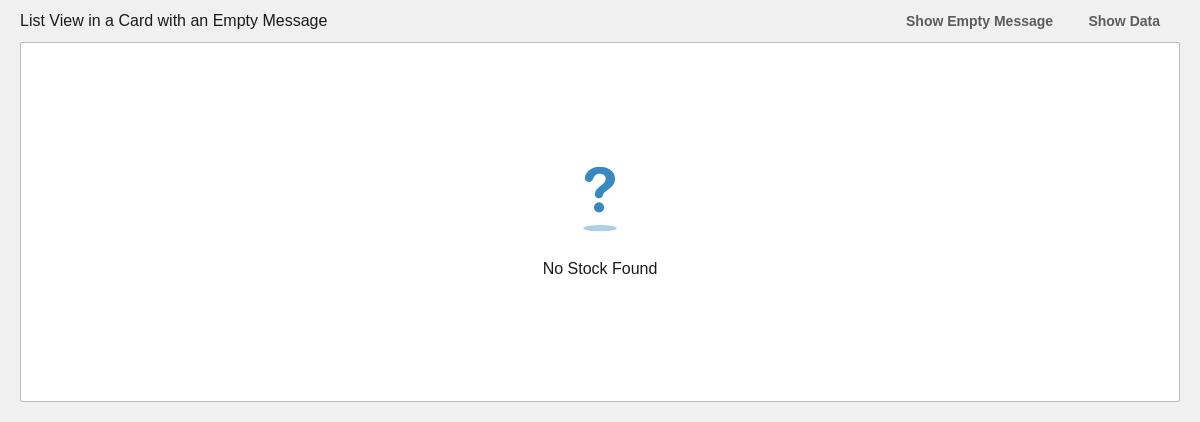 List View in a Card with an Empty Message
Show Empty Message
Show Data
No Stock Found